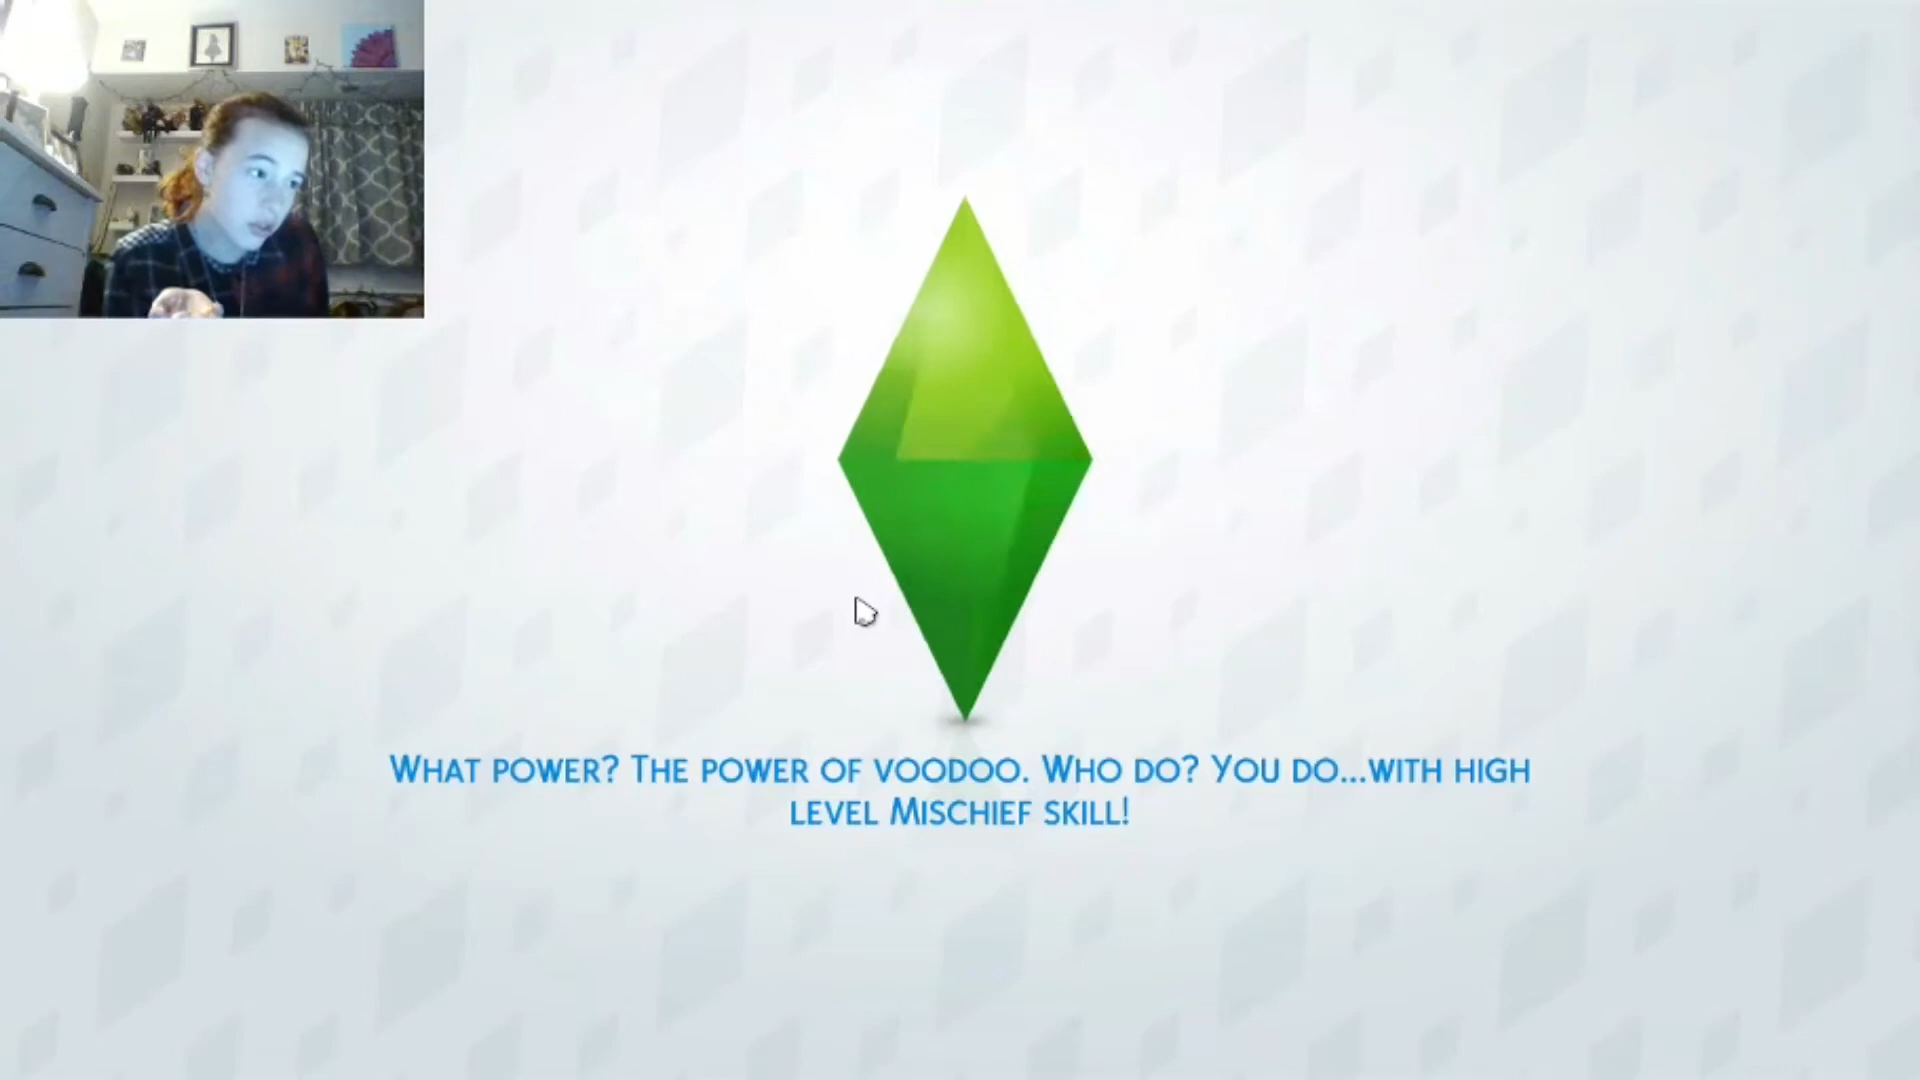 What power? The power of voodoo. Who do? You do...with high
level Mischief skill!